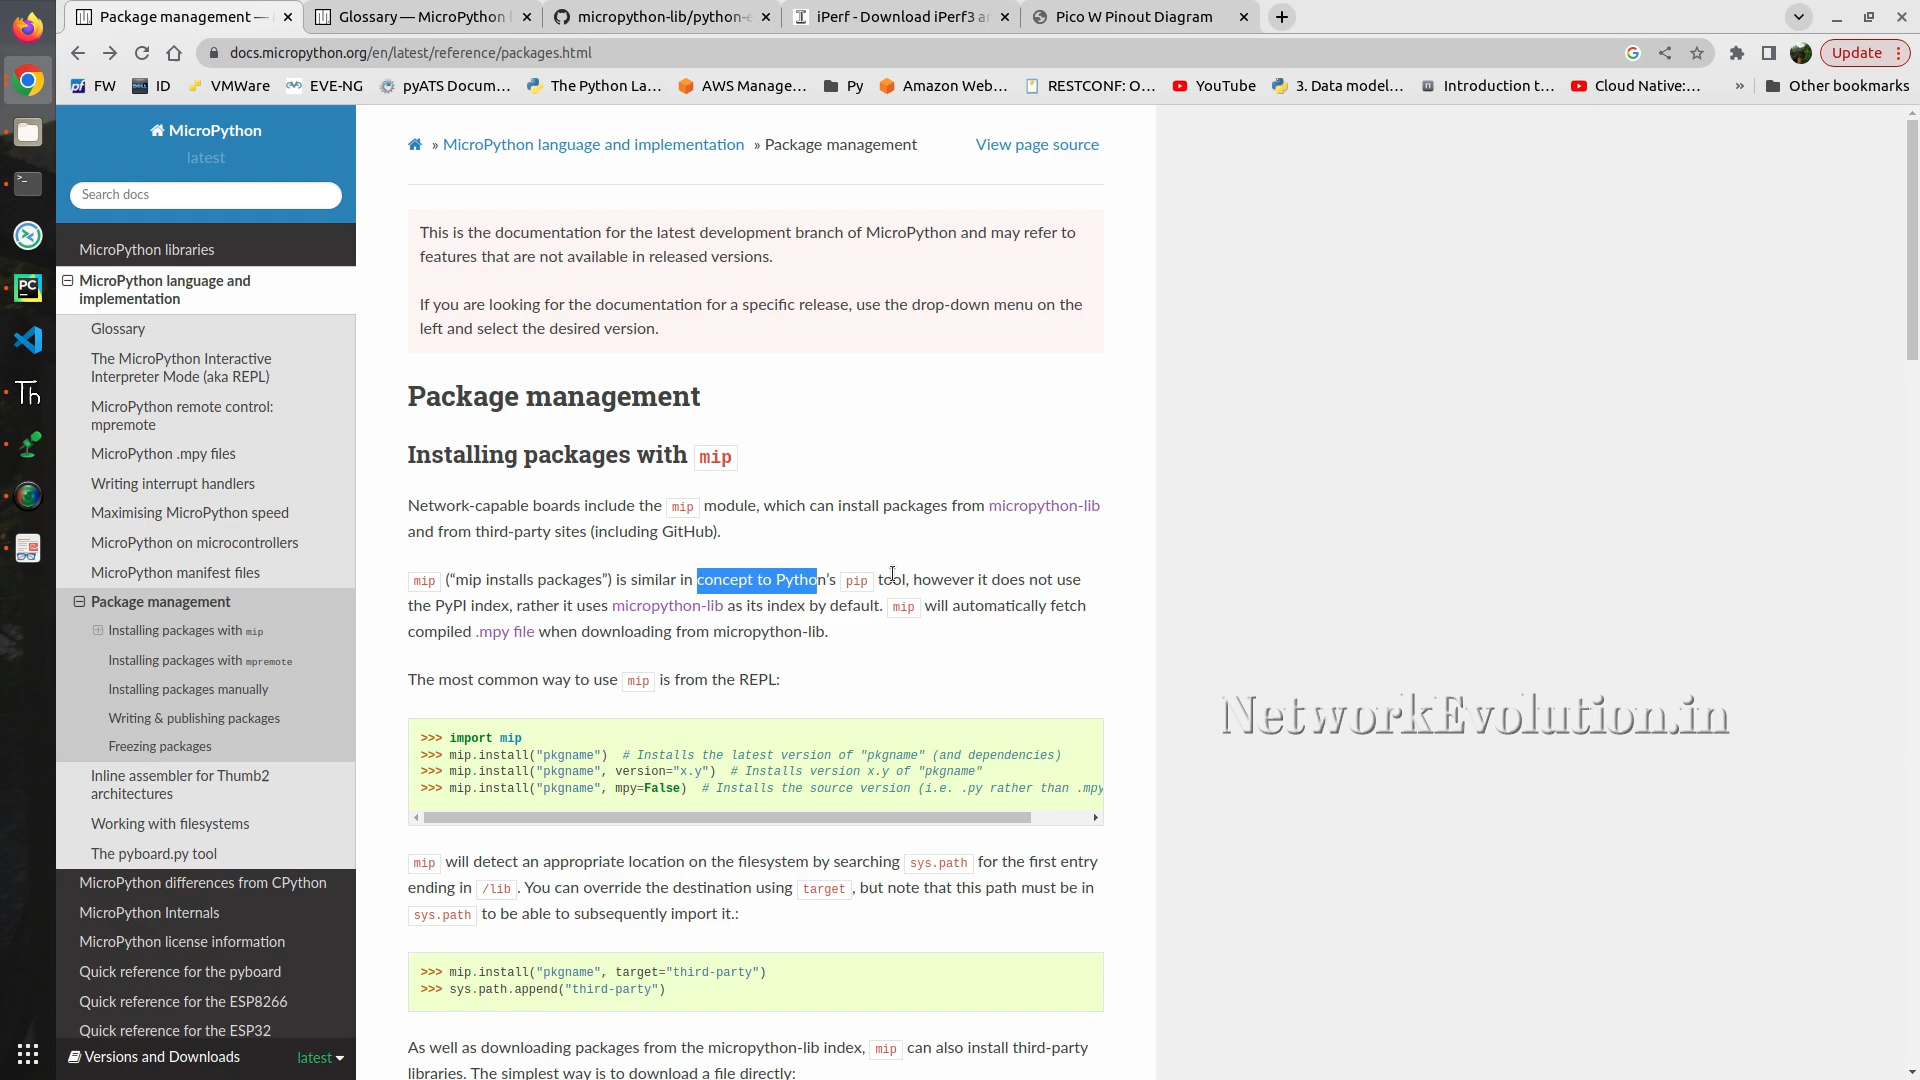 Package management —
Glossary — MicroPython
micropython-lib/python-e
iPerf - Download iPerf3 ar
Pico W Pinout Diagram
docs.micropython.org/en/latest/reference/packages.html
Update
FW
ID
VMWare
EVE-NG
pyATS Docum...
The Python La...
AWS Manage...
Py
Amazon Web...
RESTCONF: O...
YouTube
3. Data model...
Introduction t...
Cloud Native:...
»
Other bookmarks
MicroPython
latest
Search docs
MicroPython libraries
MicroPython language and
implementation
Glossary
The MicroPython Interactive
Interpreter Mode (aka REPL)
MicroPython remote control:
mpremote
MicroPython .mpy files
Writing interrupt handlers
Maximising MicroPython speed
MicroPython on microcontrollers
MicroPython manifest files
Package management
Installing packages with mip
Installing packages with mpremote
Installing packages manually
Writing & publishing packages
Freezing packages
Inline assembler for Thumb2
architectures
Working with filesystems
The pyboard.py tool
MicroPython differences from CPython
MicroPython Internals
MicroPython license information
Quick reference for the pyboard
Quick reference for the ESP8266
Quick reference for the ESP32
Versions and Downloads
latest
» MicroPython language and implementation » Package management
View page source
This is the documentation for the latest development branch of MicroPython and may refer to
features that are not available in released versions.
If you are looking for the documentation for a specific release, use the drop-down menu on the
left and select the desired version.
Package management
Installing packages with mip
Network-capable boards include the mip module, which can install packages from micropython-lib
and from third-party sites (including GitHub).
mip (“mip installs packages”) is similar in concept to Python’s pip tool, however it does not use
the PyPI index, rather it uses micropython-lib as its index by default. mip will automatically fetch
compiled .mpy file when downloading from micropython-lib.
The most common way to use mip is from the REPL:
>>> import mip
>>> mip.install("pkgname")  # Installs the latest version of "pkgname" (and dependencies)
>>> mip.install("pkgname", version="x.y")  # Installs version x.y of "pkgname"
>>> mip.install("pkgname", mpy=False)  # Installs the source version (i.e. .py rather than .mpy
mip will detect an appropriate location on the filesystem by searching sys.path for the first entry
ending in /lib. You can override the destination using target, but note that this path must be in
sys.path to be able to subsequently import it.:
>>> mip.install("pkgname", target="third-party")
>>> sys.path.append("third-party")
As well as downloading packages from the micropython-lib index, mip can also install third-party
libraries. The simplest way is to download a file directly:
NetworkEvolution.in
PC
Th